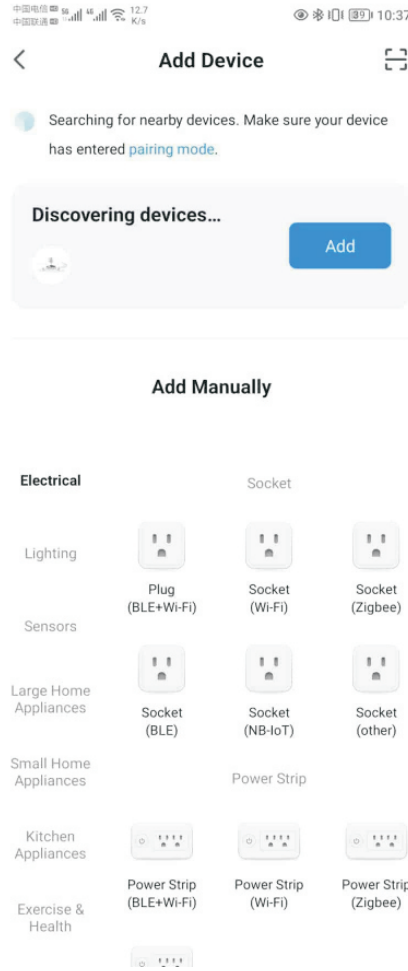 中国电信 HD 56 46 12.7
中国联通 HD K/s
39 10:37
Add Device
Searching for nearby devices. Make sure your device
has entered pairing mode.
Discovering devices...
Add
Add Manually
Electrical
Lighting
Sensors
Large Home
Appliances
Small Home
Appliances
Kitchen
Appliances
Exercise &
Health
Socket
Plug
(BLE+Wi-Fi)
Socket
(Wi-Fi)
Socket
(Zigbee)
Socket
(BLE)
Socket
(NB-IoT)
Socket
(other)
Power Strip
Power Strip
(BLE+Wi-Fi)
Power Strip
(Wi-Fi)
Power Strip
(Zigbee)